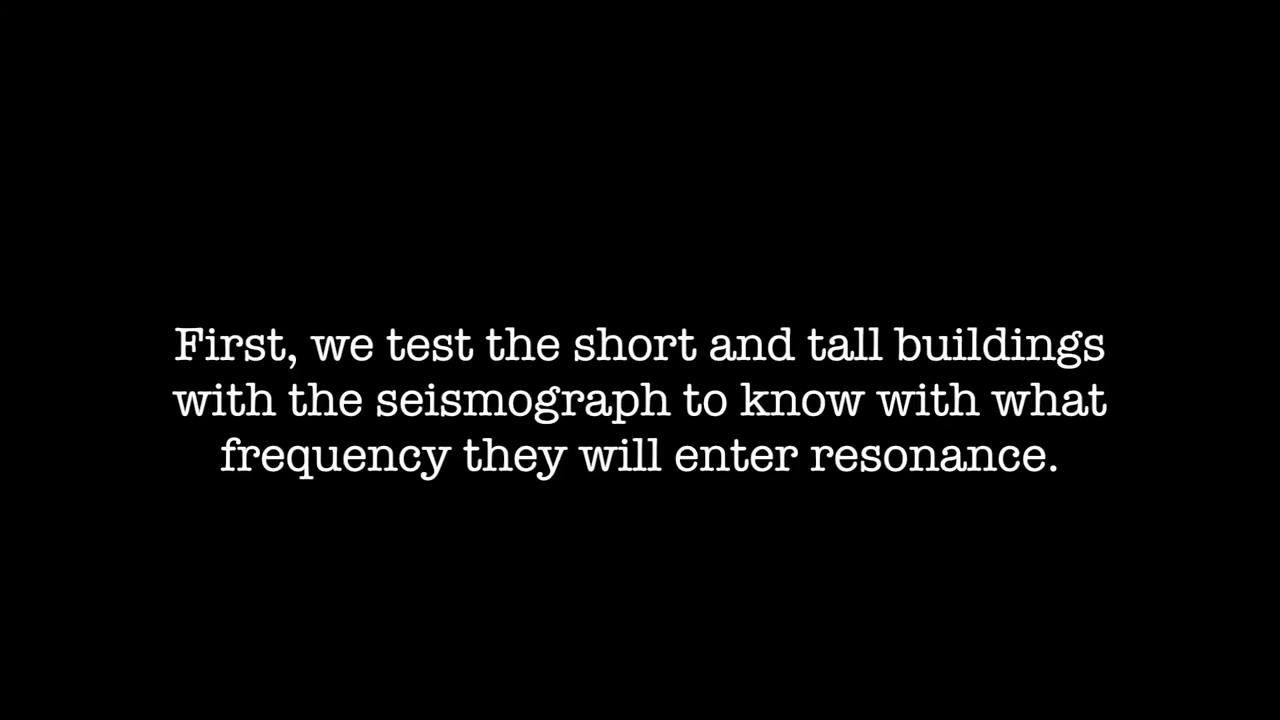 First, we test the short and tall buildings
with the seismograph to know with what
frequency they will enter resonance.